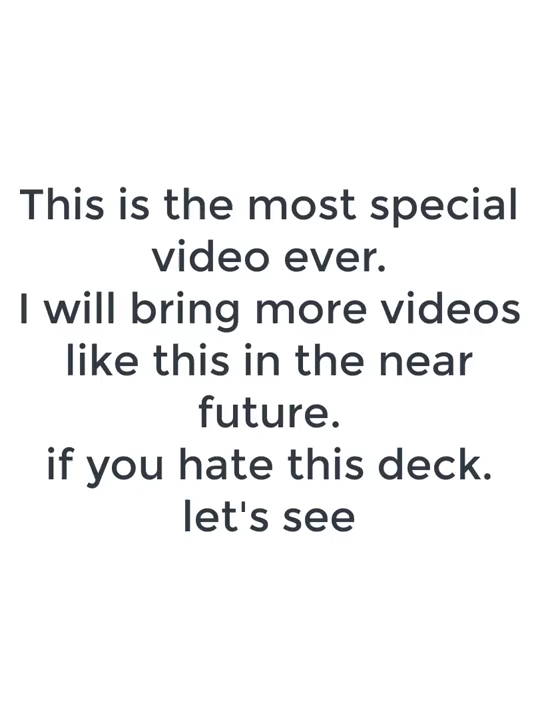 This is the most special
video ever.
I will bring more videos
like this in the near
future.
if you hate this deck.
let's see